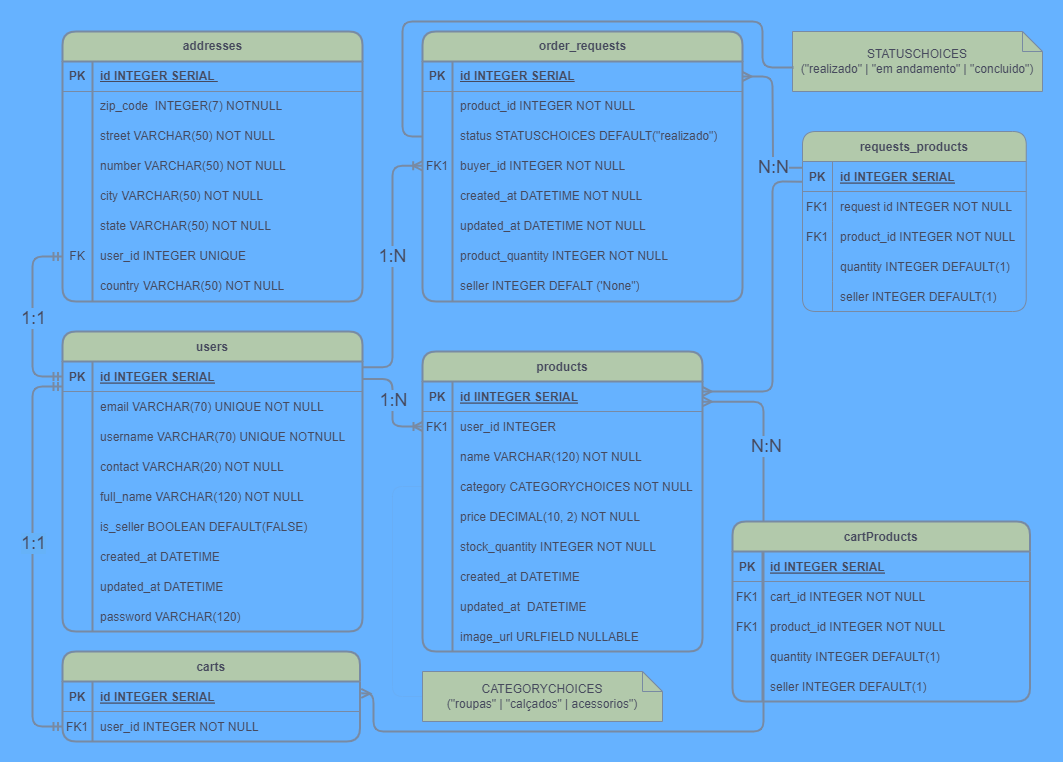 addresses
PK id INTEGER SERIAL
zip_code INTEGER(7) NOTNULL
street VARCHAR(50) NOT NULL
number VARCHAR(50) NOT NULL
city VARCHAR(50) NOT NULL
state VARCHAR(50) NOT NULL
FK user_id INTEGER UNIQUE
country VARCHAR(50) NOT NULL
1:1
users
PK id INTEGER SERIAL
email VARCHAR(70) UNIQUE NOT NULL
username VARCHAR(70) UNIQUE NOTNULL
contact VARCHAR(20) NOT NULL
full_name VARCHAR(120) NOT NULL
is_seller BOOLEAN DEFAULT(FALSE)
created_at DATETIME
updated_at DATETIME
password VARCHAR(120)
1:1
carts
PK id INTEGER SERIAL
FK1 user_id INTEGER NOT NULL
order_requests
PK id INTEGER SERIAL
product_id INTEGER NOT NULL
status STATUSCHOICES DEFAULT("realizado")
FK1 buyer_id INTEGER NOT NULL
created_at DATETIME NOT NULL
updated_at DATETIME NOT NULL
product_quantity INTEGER NOT NULL
seller INTEGER DEFALT ('None")
1:N
1:N
products
PK id IINTEGER SERIAL
FK1 user_id INTEGER
name VARCHAR(120) NOT NULL
category CATEGORYCHOICES NOT NULL
price DECIMAL(10, 2) NOT NULL
stock_quantity INTEGER NOT NULL
created_at DATETIME
updated_at DATETIME
image_url URLFIELD NULLABLE
CATEGORYCHOICES
("roupas" | "calçados" | acessorios")
STATUSCHOICES
("realizado" | "em andamento" | "concluido")
N:N
requests_products
PK id INTEGER SERIAL
FK1 request id INTEGER NOT NULL
FK1 product_id INTEGER NOT NULL
quantity INTEGER DEFAULT(1)
seller INTEGER DEFAULT(1)
N:N
cartProducts
PK id INTEGER SERIAL
FK1 cart_id INTEGER NOT NULL
FK1 product_id INTEGER NOT NULL
quantity INTEGER DEFAULT(1)
seller INTEGER DEFAULT(1)